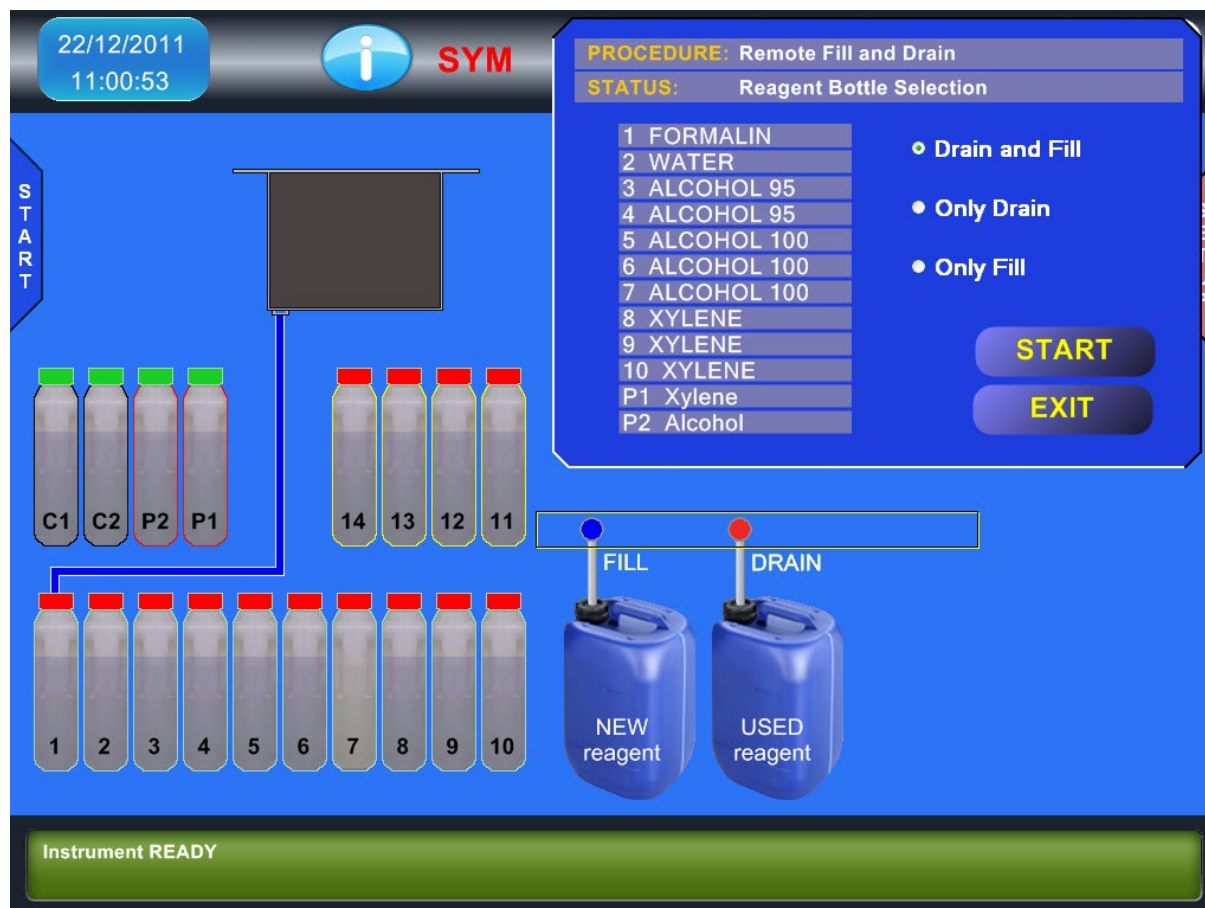 22/12/2011
11:00:53
SYM
PROCEDURE: Remote Fill and Drain
STATUS: Reagent Bottle Selection
START
1 FORMALIN
2 WATER
3 ALCOHOL 95
4 ALCOHOL 95
5 ALCOHOL 100
6 ALCOHOL 100
7 ALCOHOL 100
8 XYLENE
9 XYLENE
10 XYLENE
P1 Xylene
P2 Alcohol
Drain and Fill
Only Drain
Only Fill
START
EXIT
C1 C2 P2 P1 14 13 12 11
FILL DRAIN
1 2 3 4 5 6 7 8 9 10
NEW
reagent
USED
reagent
Instrument READY